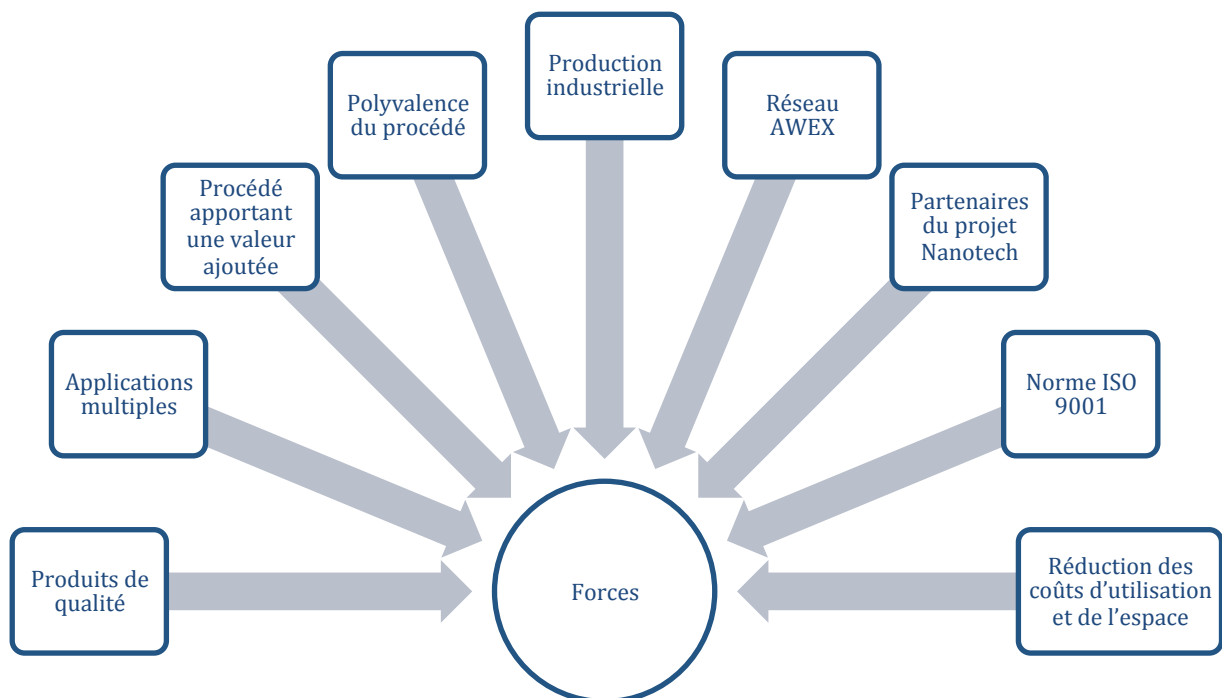 Production
industrielle
Polyvalence
du procédé
Réseau
AWEX
Procédé
apportant
une valeur
ajoutée
Partenaires
du projet
Nanotech
Applications
multiples
Norme ISO
9001
Produits de
qualité
Forces
Réduction des
coûts d’utilisation
et de l’espace